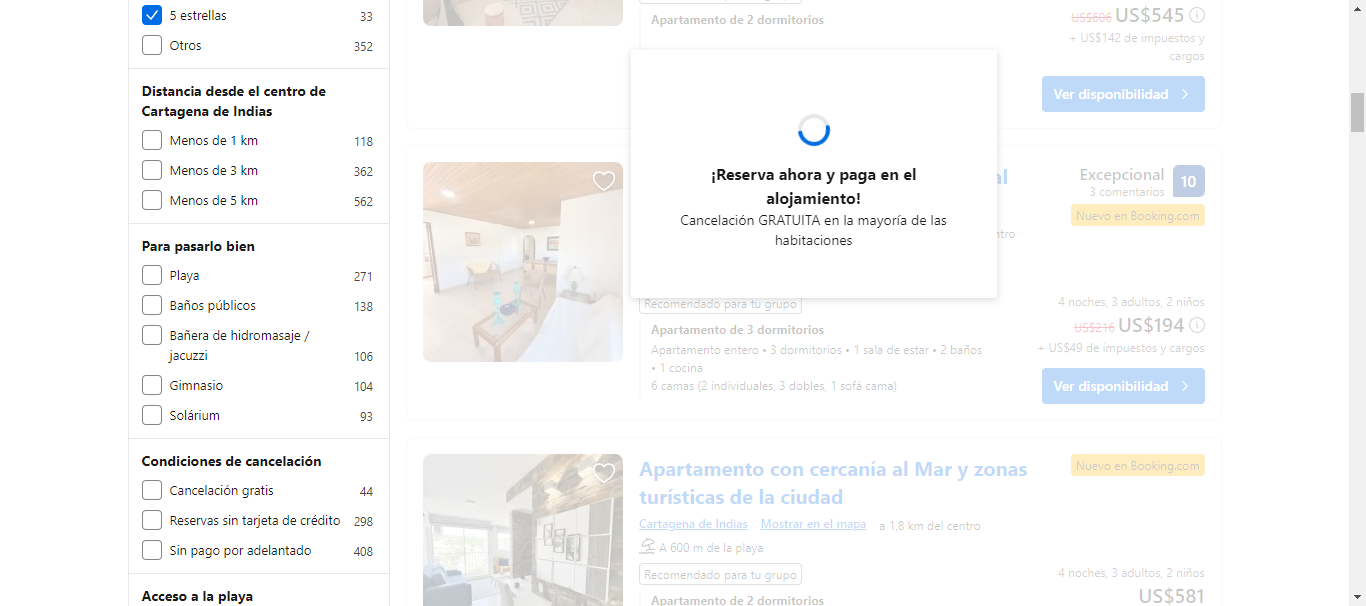 5 estrellas 33
Otros 352
Distancia desde el centro de
Cartagena de Indias
Menos de 1 km 118
Menos de 3 km 362
Menos de 5 km 562
Para pasarlo bien
Playa 271
Baños públicos 138
Bañera de hidromasaje /
jacuzzi 106
Gimnasio 104
Solárium 93
Condiciones de cancelación
Cancelación gratis 44
Reservas sin tarjeta de crédito 298
Sin pago por adelantado 408
Acceso a la playa
Apartamento de 2 dormitorios
US$606 US$545
+ US$142 de impuestos y
cargos
Ver disponibilidad
¡Reserva ahora y paga en el
alojamiento!
Cancelación GRATUITA en la mayoría de las
habitaciones
al
Excepcional 10
3 comentarios
Nuevo en Booking.com
ntro
Recomendado para tu grupo
Apartamento de 3 dormitorios
Apartamento entero • 3 dormitorios • 1 sala de estar • 2 baños
• 1 cocina
6 camas (2 individuales, 3 dobles, 1 sofá cama)
4 noches, 3 adultos, 2 niños
US$216 US$194
+ US$49 de impuestos y cargos
Ver disponibilidad
Apartamento con cercanía al Mar y zonas
turísticas de la ciudad
Nuevo en Booking.com
Cartagena de Indias Mostrar en el mapa a 1,8 km del centro
A 600 m de la playa
Recomendado para tu grupo
Apartamento de 2 dormitorios
4 noches, 3 adultos, 2 niños
US$581